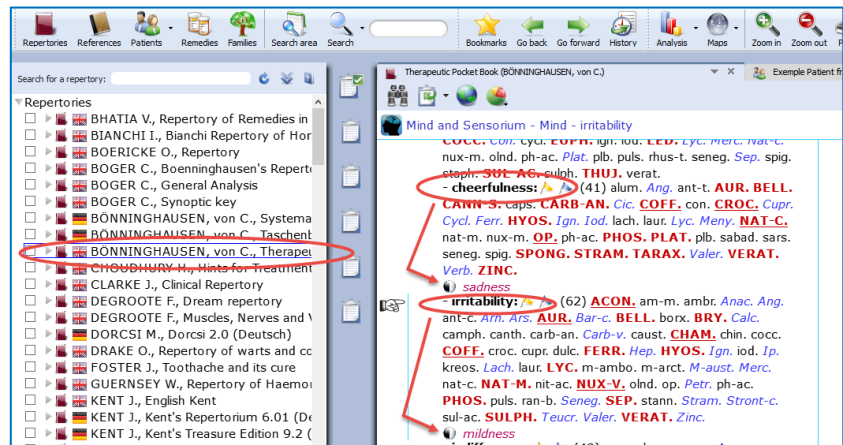 Repertories References Patients Remedies Families Search area Search Bookmarks Go back Go forward History Analysis Maps Zoom in Zoom out
Search for a repertory:
Repertories
BHATIA V., Repertory of Remedies in
BIANCHI I., Bianchi Repertory of Hor
BOERICKE O., Repertory
BOGER C., Boenninghausen's Reperto
BOGER C., General Analysis
BOGER C., Synoptic key
BÖNNINGHAUSEN, von C., Systema
BÖNNINGHAUSEN, von C., Taschenb
BÖNNINGHAUSEN, von C., Therapeu
CHOUDHURY H., Hints for Treatment
CLARKE J., Clinical Repertory
DEGROOTE F., Dream repertory
DEGROOTE F., Muscles, Nerves and V
DORCSI M., Dorcsi 2.0 (Deutsch)
DRAKE O., Repertory of warts and co
FOSTER J., Toothache and its cure
GUERNSEY W., Repertory of Haemor
KENT J., English Kent
KENT J., Kent's Repertorium 6.01 (De
KENT J., Kent's Treasure Edition 9.2 (
Therapeutic Pocket Book (BÖNNINGHAUSEN, von C.) Exemple Patient fr
Mind and Sensorium - Mind - irritability
COCC. Con. cycl. EUPH. ign. iod. LED. Lyc. Merc. Nat-c.
nux-m. olnd. ph-ac. Plat. plb. puls. rhus-t. seneg. Sep. spig.
staph. SUL-AC. sulph. THUJ. verat.
- cheerfulness: (41) alum. Ang. ant-t. AUR. BELL.
CANN-S. caps. CARB-AN. Cic. COFF. con. CROC. Cupr.
Cycl. Ferr. HYOS. Ign. Iod. lach. laur. Lyc. Meny. NAT-C.
nat-m. nux-m. OP. ph-ac. PHOS. PLAT. plb. sabad. sars.
seneg. spig. SPONG. STRAM. TARAX. Valer. VERAT.
Verb. ZINC.
sadness
- irritability: (62) ACON. am-m. ambr. Anac. Ang.
ant-c. Arn. Ars. AUR. Bar-c. BELL. borx. BRY. Calc.
camph. canth. carb-an. Carb-v. caust. CHAM. chin. cocc.
COFF. croc. cupr. dulc. FERR. Hep. HYOS. Ign. iod. Ip.
kreos. Lach. laur. LYC. m-ambo. m-arct. M-aust. Merc.
nat-c. NAT-M. nit-ac. NUX-V. olnd. op. Petr. ph-ac.
PHOS. puls. ran-b. Seneg. SEP. stann. Stram. Stront-c.
sul-ac. SULPH. Teucr. Valer. VERAT. Zinc.
mildness